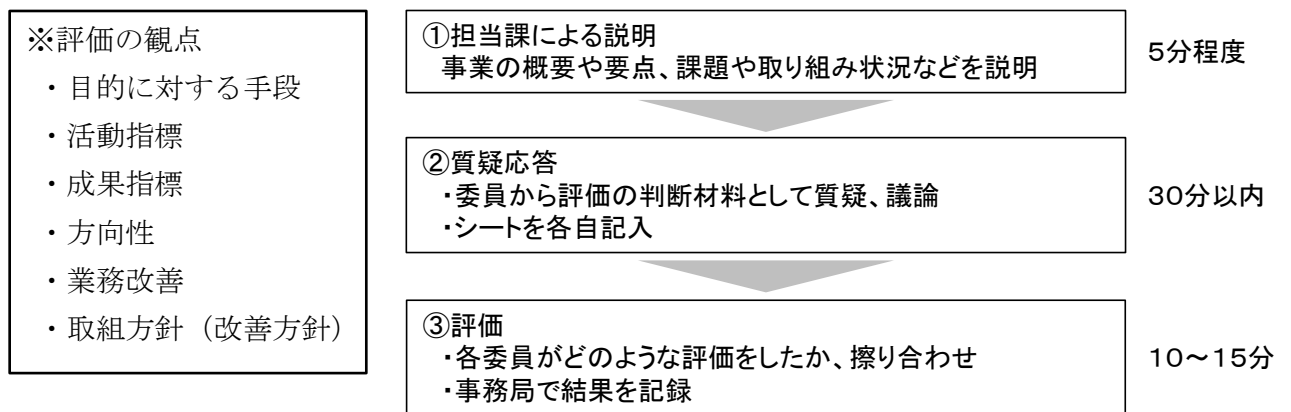 ※評価の観点
・目的に対する手段
・活動指標
・成果指標
・方向性
・業務改善
・取組方針（改善方針）
①担当課による説明
事業の概要や要点、課題や取り組み状況などを説明
5分程度
②質疑応答
・委員から評価の判断材料として質疑、議論
・シートを各自記入
30分以内
③評価
・各委員がどのような評価をしたか、擦り合わせ
・事務局で結果を記録
10～15分